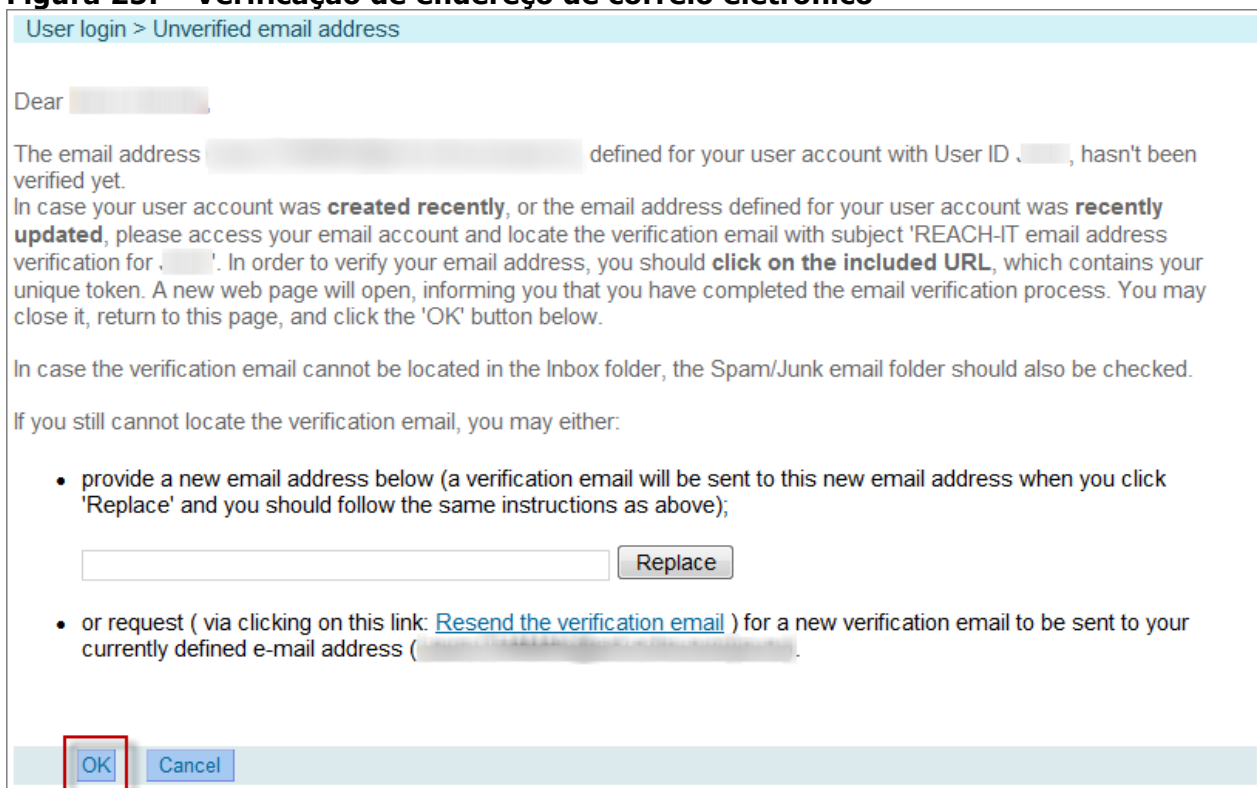 Figura 23: Verificação de endereço de correio eletrónico
User login > Unverified email address
Dear ,
The email address defined for your user account with User ID J , hasn't been
verified yet.
In case your user account was created recently, or the email address defined for your user account was recently
updated, please access your email account and locate the verification email with subject 'REACH-IT email address
verification for J '. In order to verify your email address, you should click on the included URL, which contains your
unique token. A new web page will open, informing you that you have completed the email verification process. You may
close it, return to this page, and click the 'OK' button below.
In case the verification email cannot be located in the Inbox folder, the Spam/Junk email folder should also be checked.
If you still cannot locate the verification email, you may either:
• provide a new email address below (a verification email will be sent to this new email address when you click
'Replace' and you should follow the same instructions as above);
Replace
• or request ( via clicking on this link: Resend the verification email ) for a new verification email to be sent to your
currently defined e-mail address ( .
OK Cancel